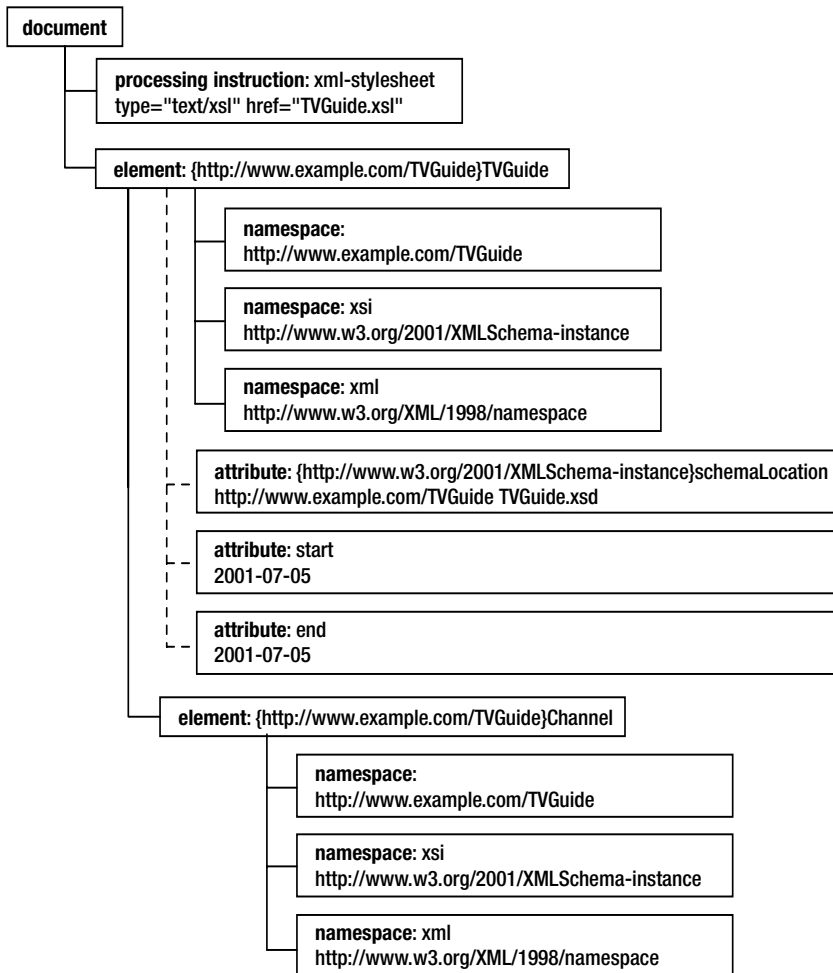 document
processing instruction: xml-stylesheet
type="text/xsl" href="TVGuide.xsl"
element: {http://www.example.com/TVGuide}TVGuide
namespace:
http://www.example.com/TVGuide
namespace: xsi
http://www.w3.org/2001/XMLSchema-instance
namespace: xml
http://www.w3.org/XML/1998/namespace
attribute: {http://www.w3.org/2001/XMLSchema-instance}schemaLocation
http://www.example.com/TVGuide TVGuide.xsd
attribute: start
2001-07-05
attribute: end
2001-07-05
element: {http://www.example.com/TVGuide}Channel
namespace:
http://www.example.com/TVGuide
namespace: xsi
http://www.w3.org/2001/XMLSchema-instance
namespace: xml
http://www.w3.org/XML/1998/namespace